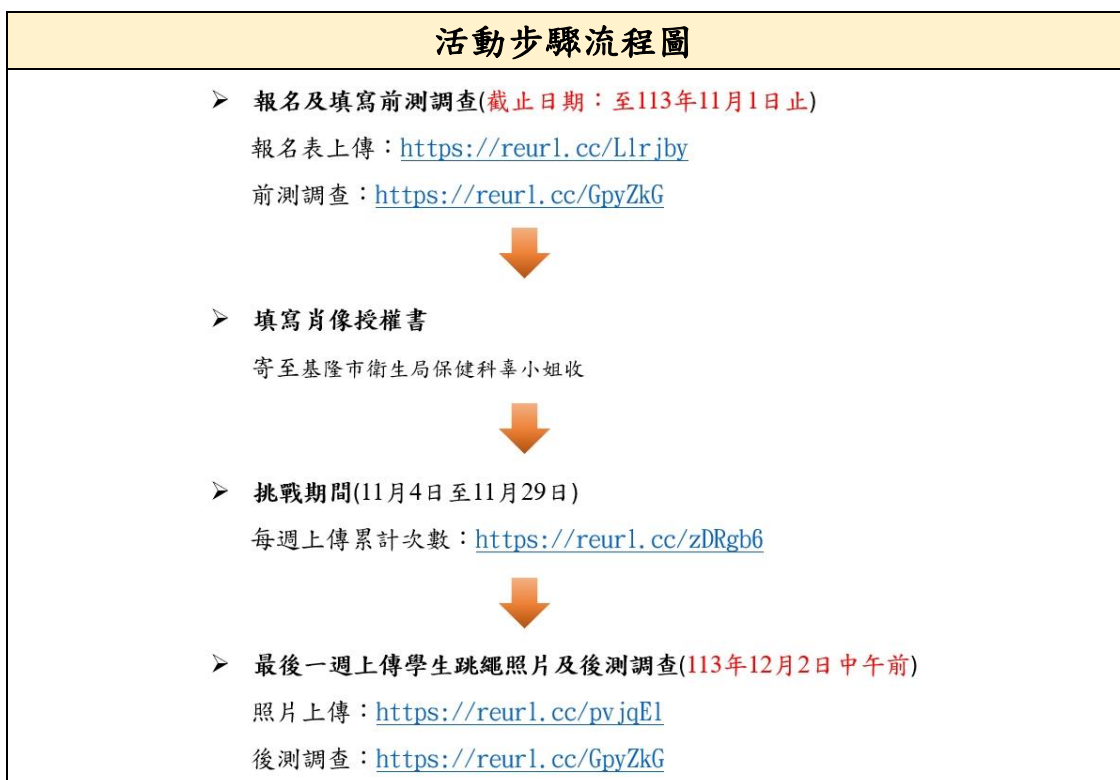 活動步驟流程圖
➢ 報名及填寫前測調查(截止日期：至113年11月1日止)
報名表上傳：https://reurl.cc/L1rjby
前測調查：https://reurl.cc/GpyZkG
➢ 填寫肖像授權書
寄至基隆市衛生局保健科辜小姐收
➢ 挑戰期間(11月4日至11月29日)
每週上傳累計次數：https://reurl.cc/zDRgb6
➢ 最後一週上傳學生跳繩照片及後測調查(113年12月2日中午前)
照片上傳：https://reurl.cc/pvjqEl
後測調查：https://reurl.cc/GpyZkG